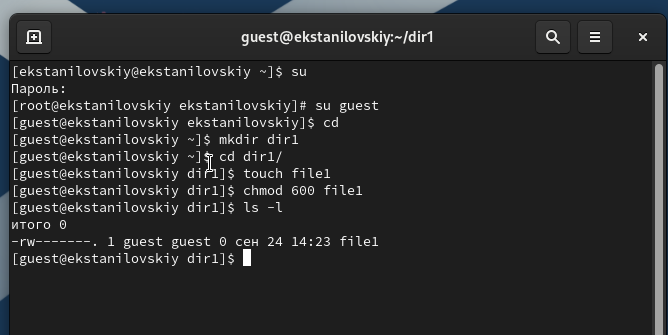 guest@ekstanilovskiy:~/dir1
[ekstanilovskiy@ekstanilovskiy ~]$ su
Пароль:
[root@ekstanilovskiy ekstanilovskiy]# su guest
[guest@ekstanilovskiy ekstanilovskiy]$ cd
[guest@ekstanilovskiy ~]$ mkdir dir1
[guest@ekstanilovskiy ~]$ cd dir1/
[guest@ekstanilovskiy dir1]$ touch file1
[guest@ekstanilovskiy dir1]$ chmod 600 file1
[guest@ekstanilovskiy dir1]$ ls -l
итого 0
-rw-------. 1 guest guest 0 сен 24 14:23 file1
[guest@ekstanilovskiy dir1]$